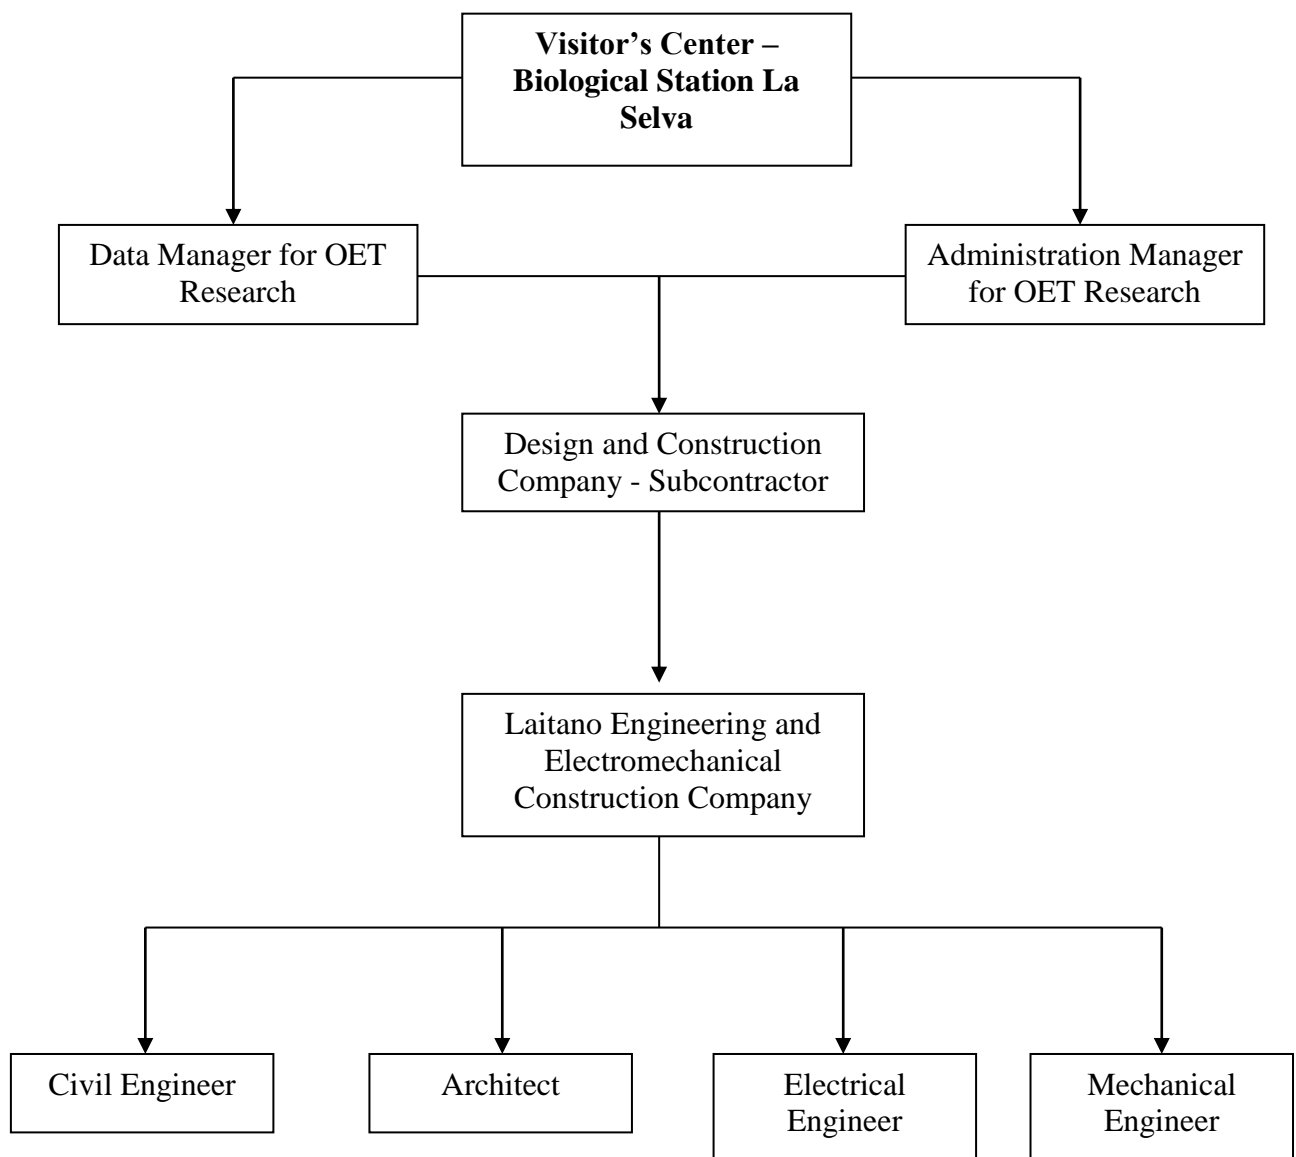 Visitor’s Center –
Biological Station La
Selva
Data Manager for OET
Research
Administration Manager
for OET Research
Design and Construction
Company - Subcontractor
Laitano Engineering and
Electromechanical
Construction Company
Civil Engineer
Architect
Electrical
Engineer
Mechanical
Engineer